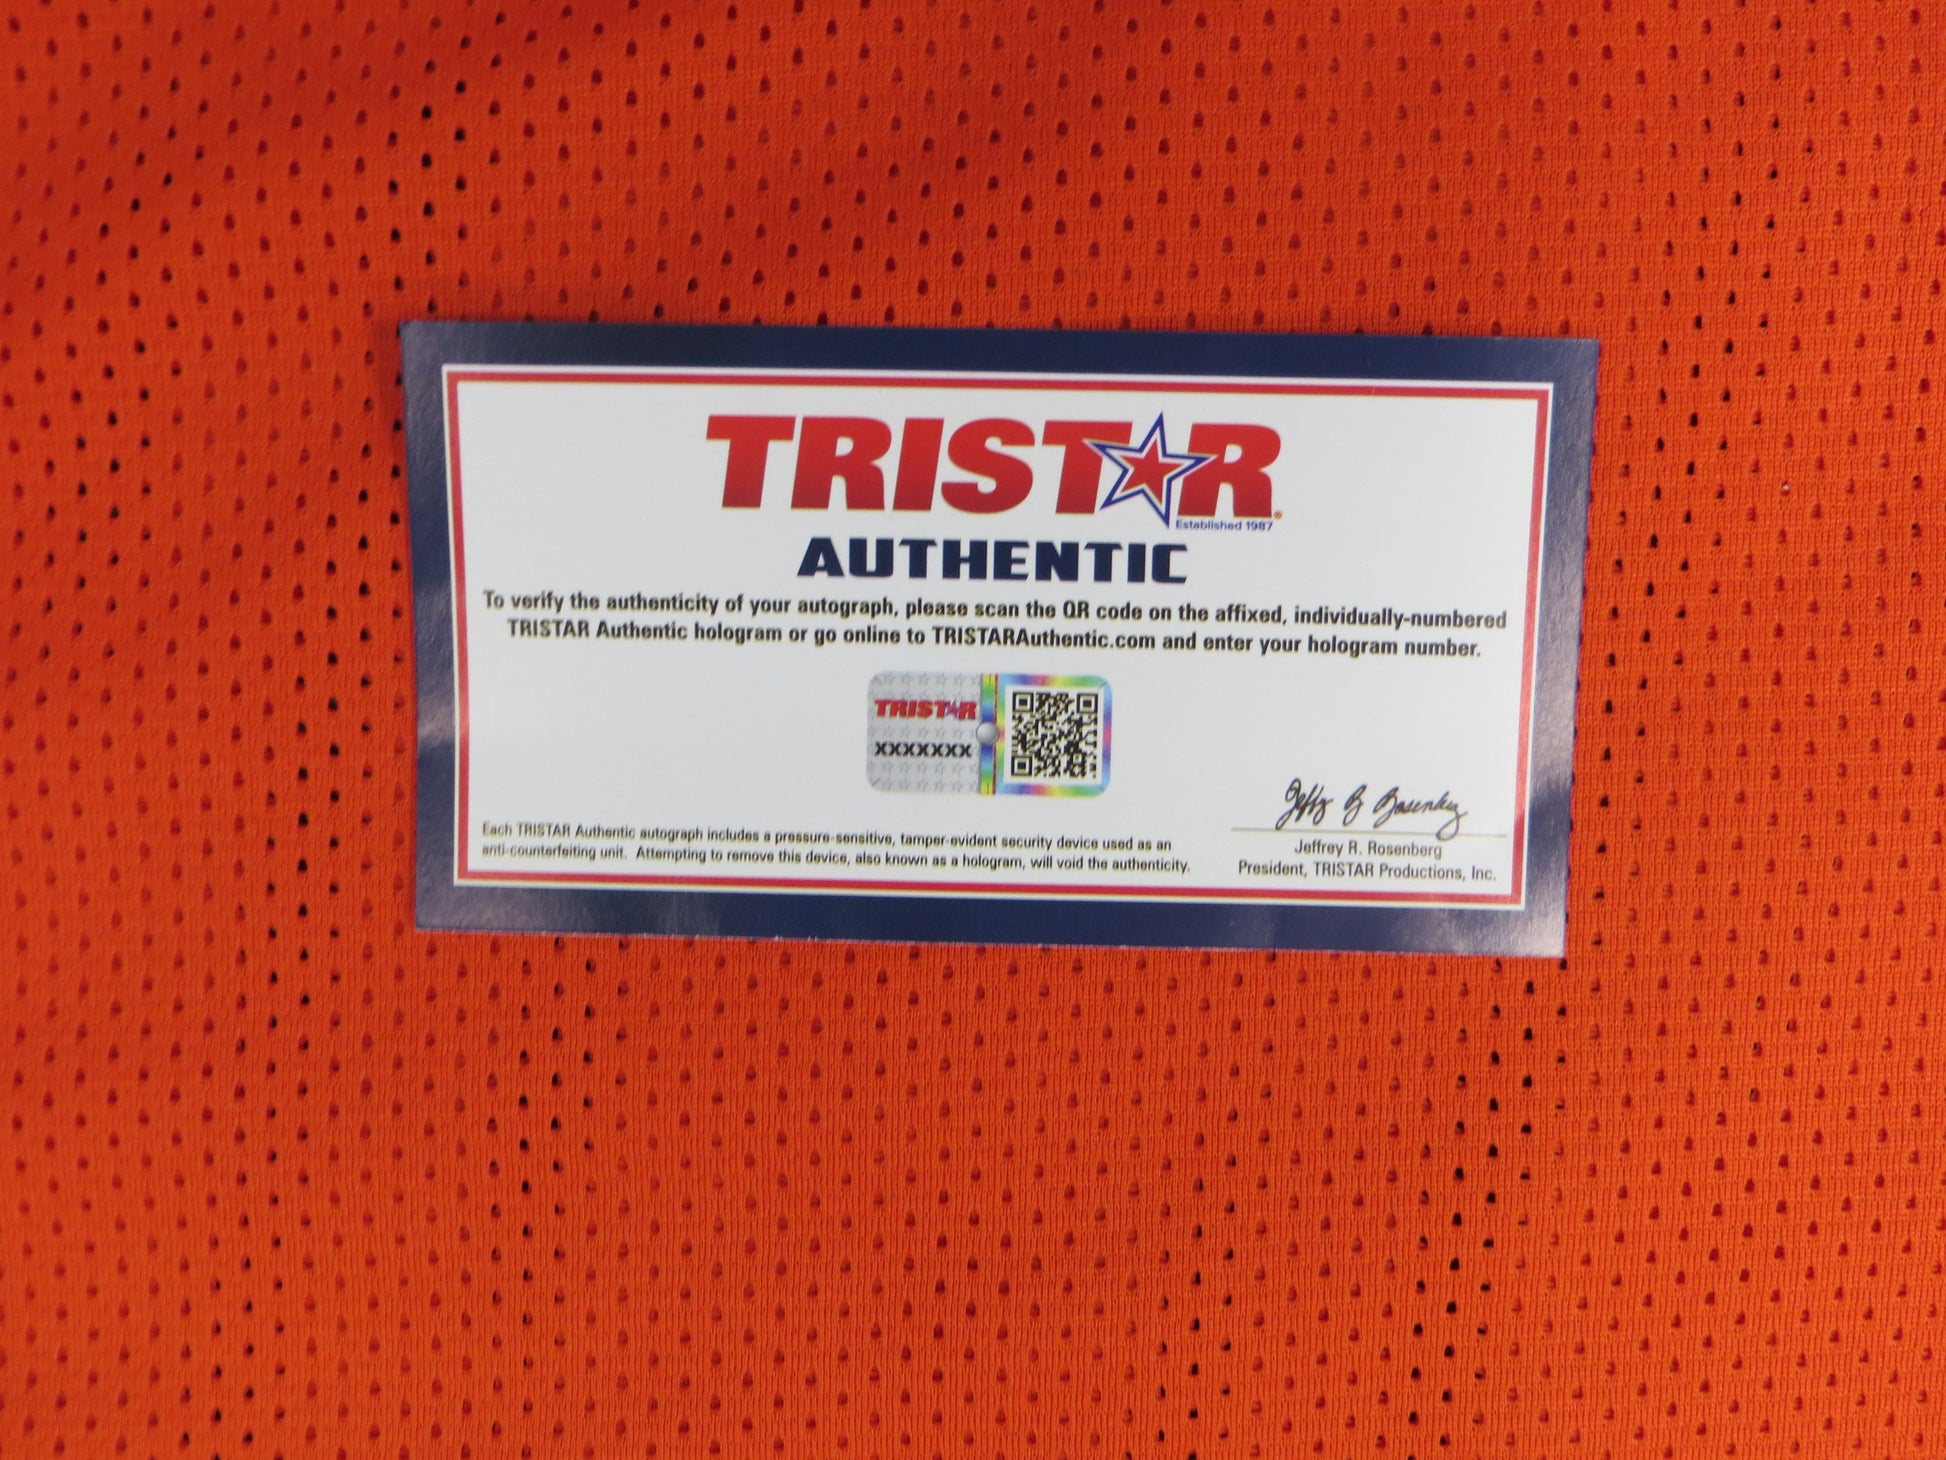 TRISTAR®
Established 1987
AUTHENTIC
To verify the authenticity of your autograph, please scan the QR code on the affixed, individually-numbered
TRISTAR Authentic hologram or go online to TRISTARAuthentic.com and enter your hologram number.
TRISTAR
XXXXXXX
Each TRISTAR Authentic autograph includes a pressure-sensitive, tamper-evident security device used as an
anti-counterfeiting unit. Attempting to remove this device, also known as a hologram, will void the authenticity.
Jeffrey R. Rosenberg
President, TRISTAR Productions, Inc.